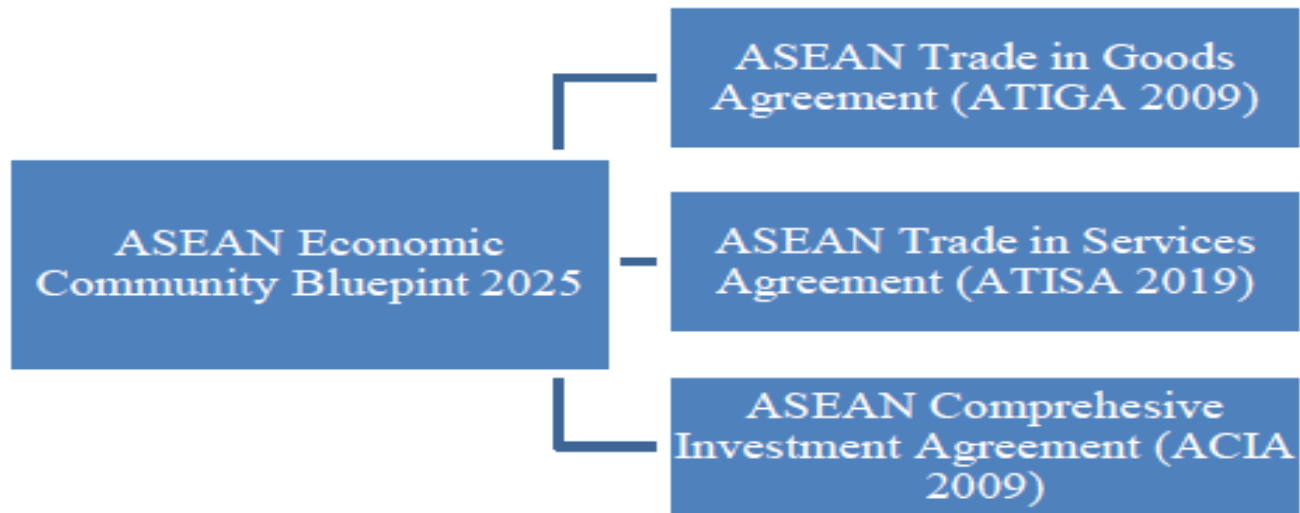 ASEAN Trade in Goods
Agreement (ATIGA 2009)
ASEAN Economic
Community Bluepint 2025
ASEAN Trade in Services
Agreement (ATISA 2019)
ASEAN Comprehesive
Investment Agreement (ACIA
2009)